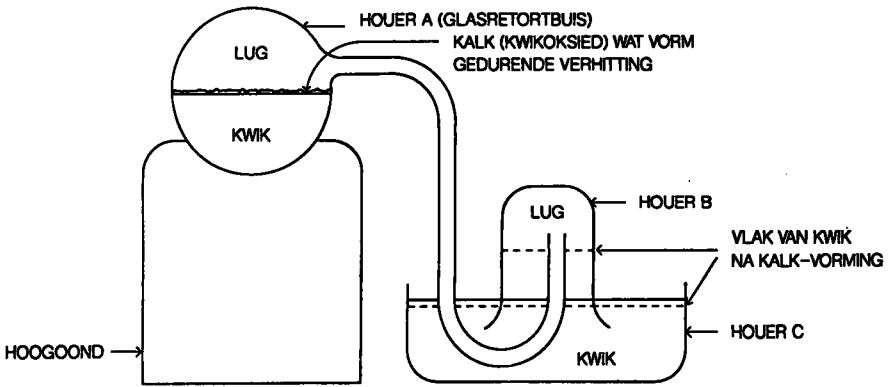 HOUER A (GLASRETORTBUIS)
KALK (KWIKOKSIED) WAT VORM
GEDURENDE VERHITTING
LUG
KWIK
LUG
HOUER B
VLAK VAN KWIK
NA KALK-VORMING
HOUER C
HOOGOOND
KWIK